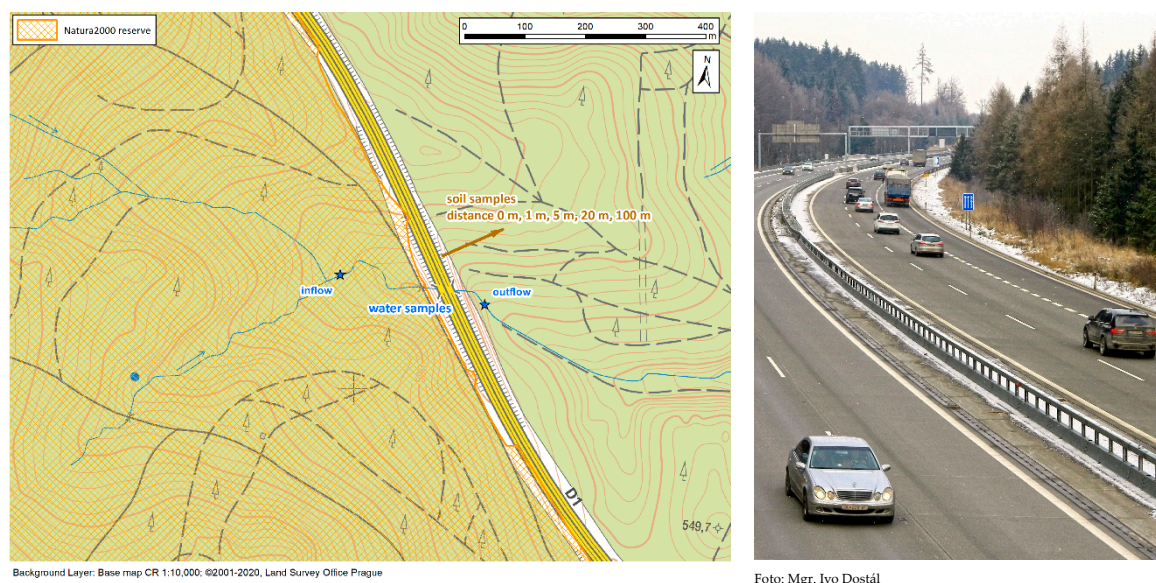 Natura2000 reserve
0 100 200 300 400
m
N
soil samples
distance 0 m, 1 m, 5 m, 20 m, 100 m
inflow
outflow
water samples
D1
549,7
Background Layer: Base map CR 1:10,000; ©2001-2020, Land Survey Office Prague
Foto: Mgr. Ivo Dostál